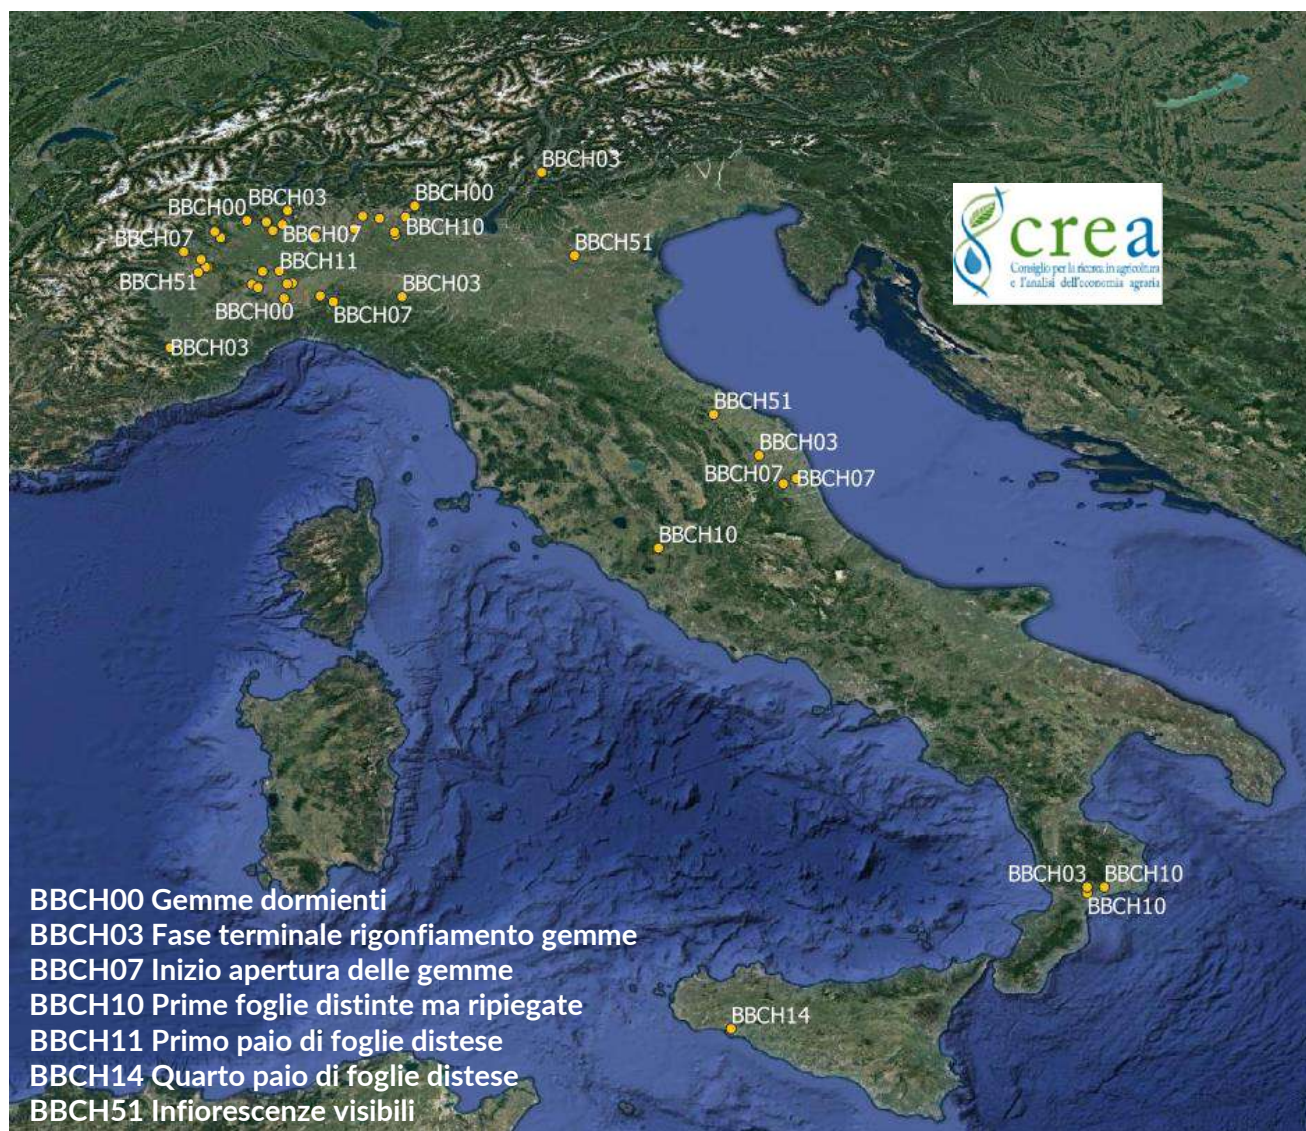 BBCH03
BBCH03
BBCH00
BBCH00
BBCH10
BBCH07
BBCH07
BBCH51
BBCH11
BBCH51
BBCH03
BBCH00
BBCH07
BBCH03
crea
Consiglio per la ricerca in agricoltura
e l'analisi dell'economia agraria
BBCH51
BBCH03
BBCH07
BBCH07
BBCH10
BBCH03
BBCH10
BBCH10
BBCH14
BBCH00 Gemme dormienti
BBCH03 Fase terminale rigonfiamento gemme
BBCH07 Inizio apertura delle gemme
BBCH10 Prime foglie distinte ma ripiegate
BBCH11 Primo paio di foglie distese
BBCH14 Quarto paio di foglie distese
BBCH51 Infiorescenze visibili